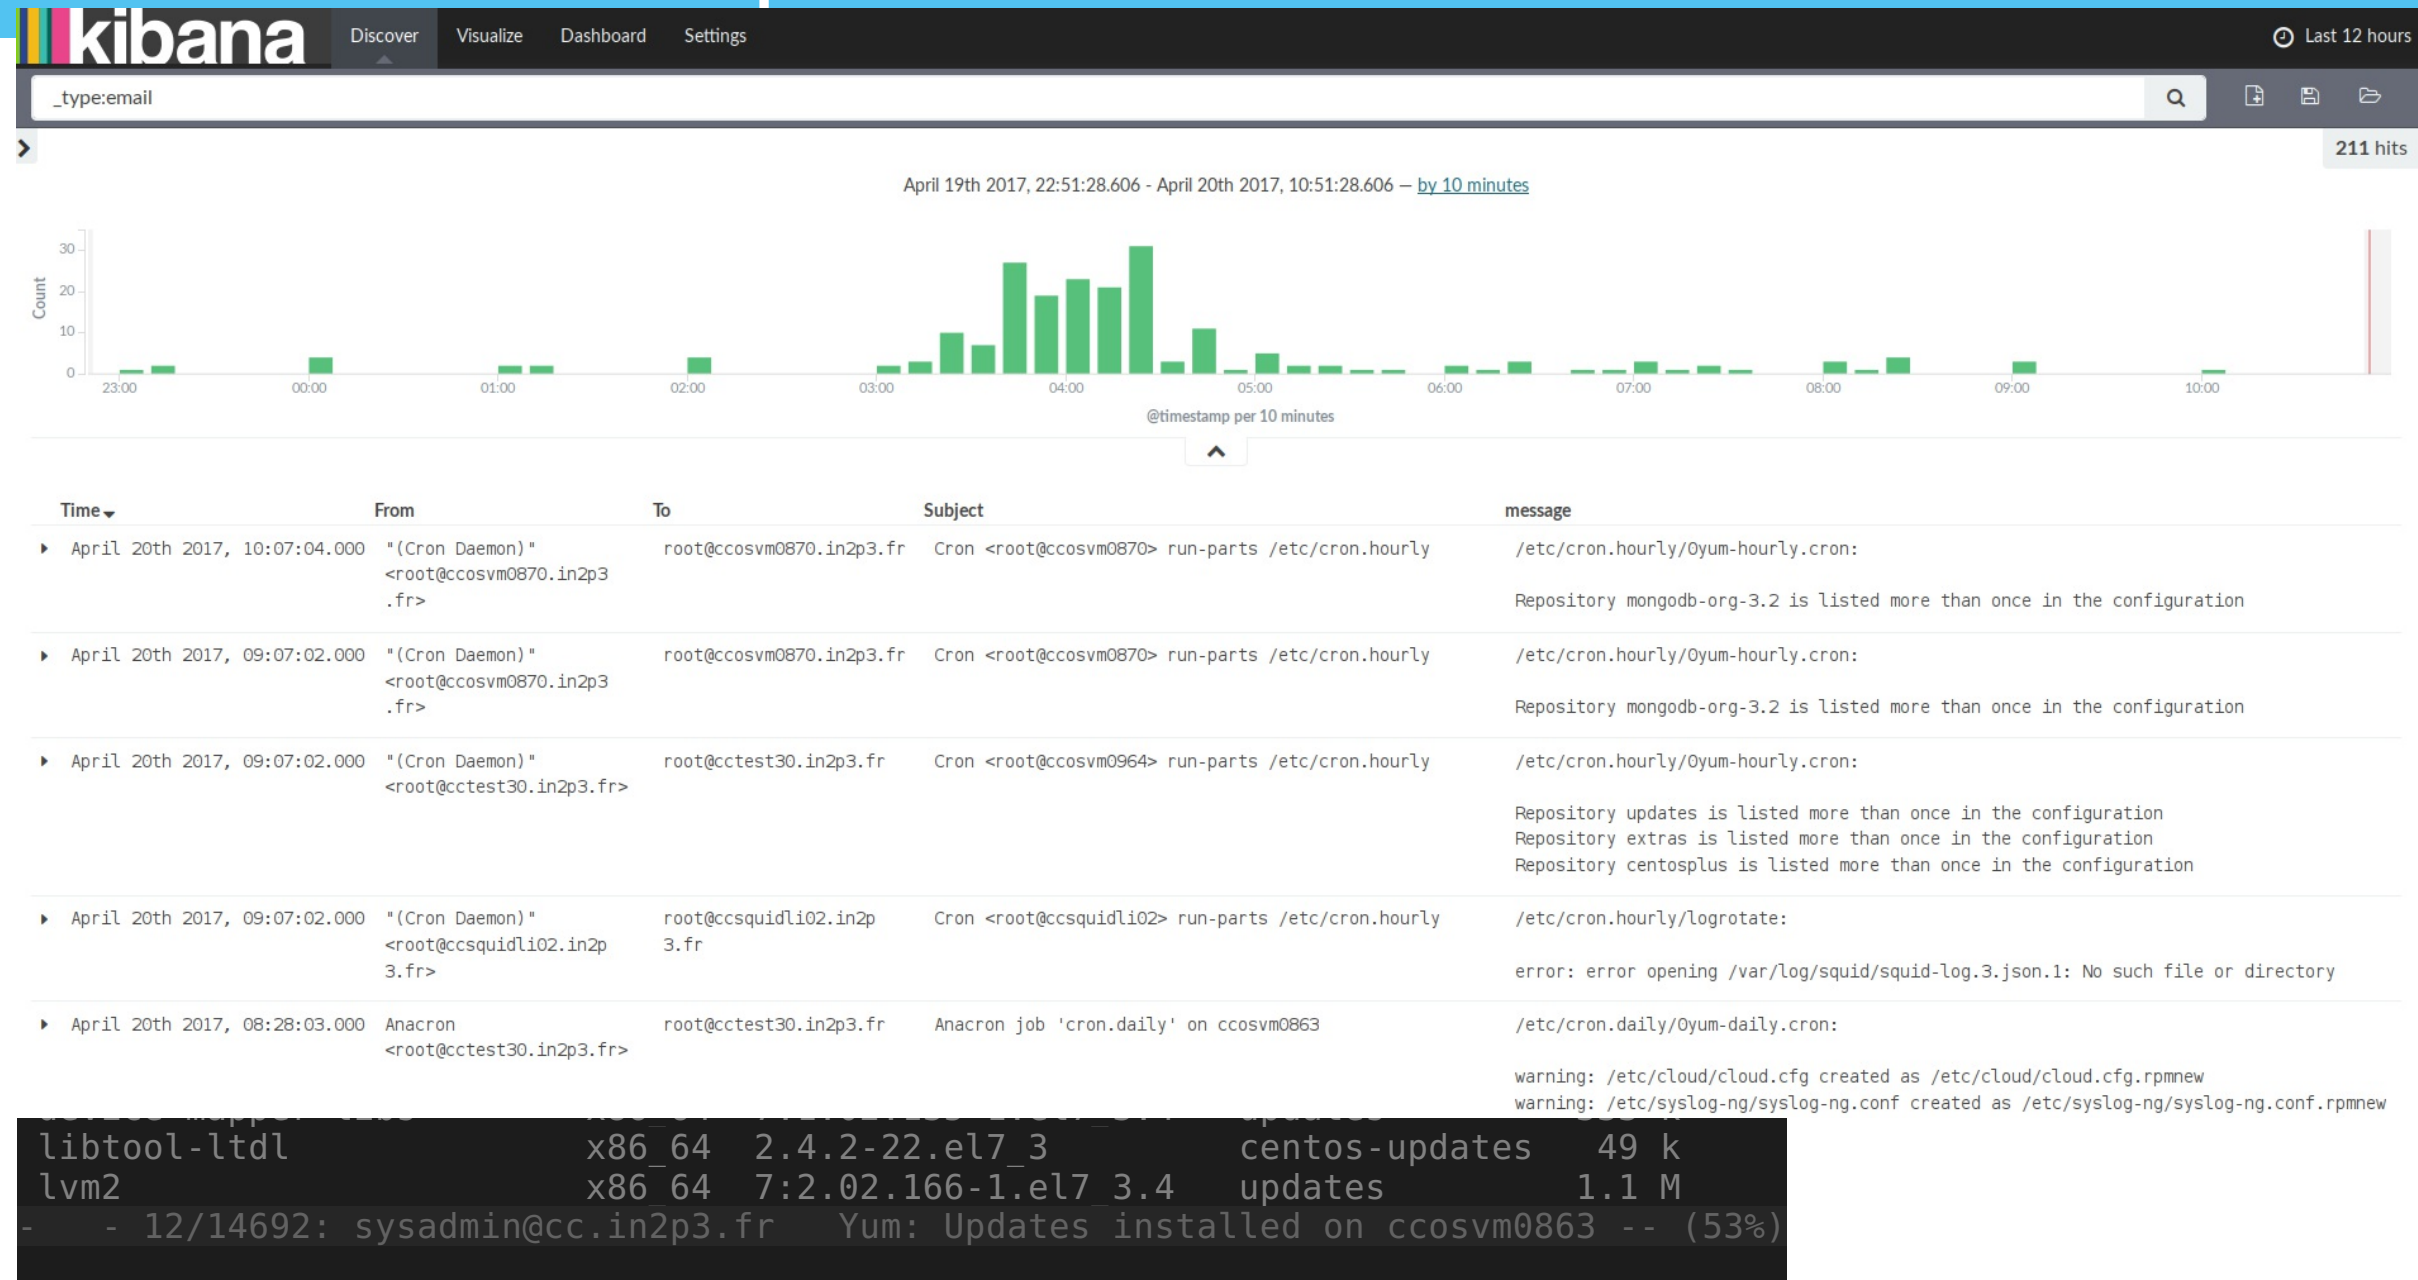 kibana Discover Visualize Dashboard Settings Last 12 hours
_type:email
211 hits
April 19th 2017, 22:51:28.606 - April 20th 2017, 10:51:28.606 — by 10 minutes
30
20
10
0
Count
23:00 00:00 01:00 02:00 03:00 04:00 05:00 06:00 07:00 08:00 09:00 10:00
@timestamp per 10 minutes
Time From To Subject message
April 20th 2017, 10:07:04.000 "(Cron Daemon)" root@ccosvm0870.in2p3.fr Cron <root@ccosvm0870> run-parts /etc/cron.hourly /etc/cron.hourly/0yum-hourly.cron:
<root@ccosvm0870.in2p3
.fr> Repository mongodb-org-3.2 is listed more than once in the configuration
April 20th 2017, 09:07:02.000 "(Cron Daemon)" root@ccosvm0870.in2p3.fr Cron <root@ccosvm0870> run-parts /etc/cron.hourly /etc/cron.hourly/0yum-hourly.cron:
<root@ccosvm0870.in2p3
.fr> Repository mongodb-org-3.2 is listed more than once in the configuration
April 20th 2017, 09:07:02.000 "(Cron Daemon)" root@cctest30.in2p3.fr Cron <root@ccosvm0964> run-parts /etc/cron.hourly /etc/cron.hourly/0yum-hourly.cron:
<root@cctest30.in2p3.fr>
Repository updates is listed more than once in the configuration
Repository extras is listed more than once in the configuration
Repository centosplus is listed more than once in the configuration
April 20th 2017, 09:07:02.000 "(Cron Daemon)" root@ccsquidli02.in2p Cron <root@ccsquidli02> run-parts /etc/cron.hourly /etc/cron.hourly/logrotate:
<root@ccsquidli02.in2p 3.fr
3.fr> error: error opening /var/log/squid/squid-log.3.json.1: No such file or directory
April 20th 2017, 08:28:03.000 Anacron root@cctest30.in2p3.fr Anacron job 'cron.daily' on ccosvm0863 /etc/cron.daily/0yum-daily.cron:
<root@cctest30.in2p3.fr>
warning: /etc/cloud/cloud.cfg created as /etc/cloud/cloud.cfg.rpmnew
warning: /etc/syslog-ng/syslog-ng.conf created as /etc/syslog-ng/syslog-ng.conf.rpmnew
libtool-ltdl x86_64 2.4.2-22.el7_3 centos-updates 49 k
lvm2 x86_64 7:2.02.166-1.el7_3.4 updates 1.1 M
- - 12/14692: sysadmin@cc.in2p3.fr Yum: Updates installed on ccosvm0863 -- (53%)